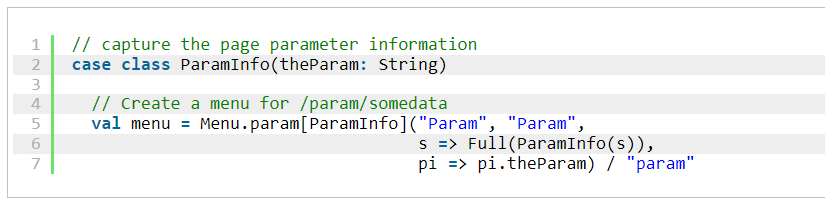 1 // capture the page parameter information
2 case class ParamInfo(theParam: String)
3
4   // Create a menu for /param/somedata
5   val menu = Menu.param[ParamInfo]("Param", "Param",
6                                    s => Full(ParamInfo(s)),
7                                    pi => pi.theParam) / "param"